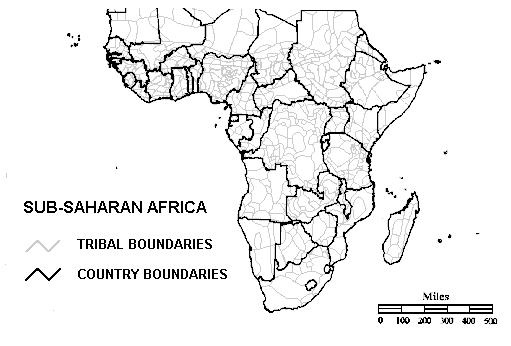 SUB-SAHARAN AFRICA
TRIBAL BOUNDARIES
COUNTRY BOUNDARIES
Miles
0 100 200 300 400 500